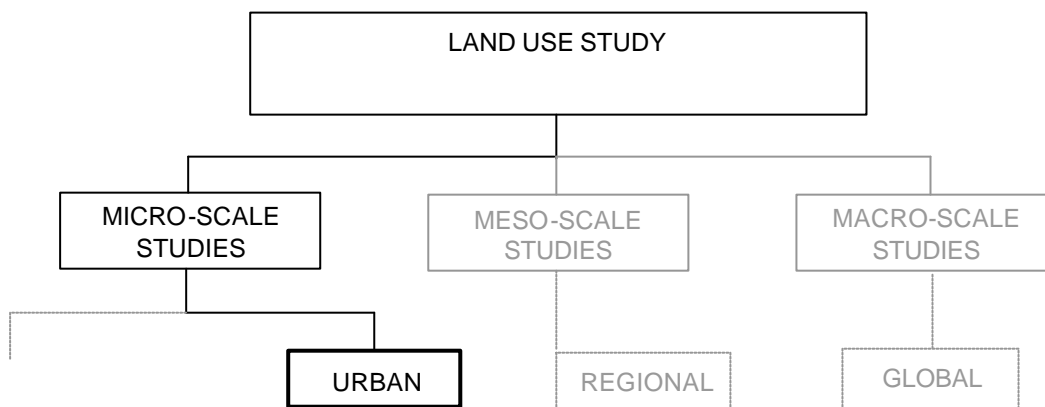 LAND USE STUDY
MICRO-SCALE
STUDIES
MESO-SCALE
STUDIES
MACRO-SCALE
STUDIES
URBAN
REGIONAL
GLOBAL